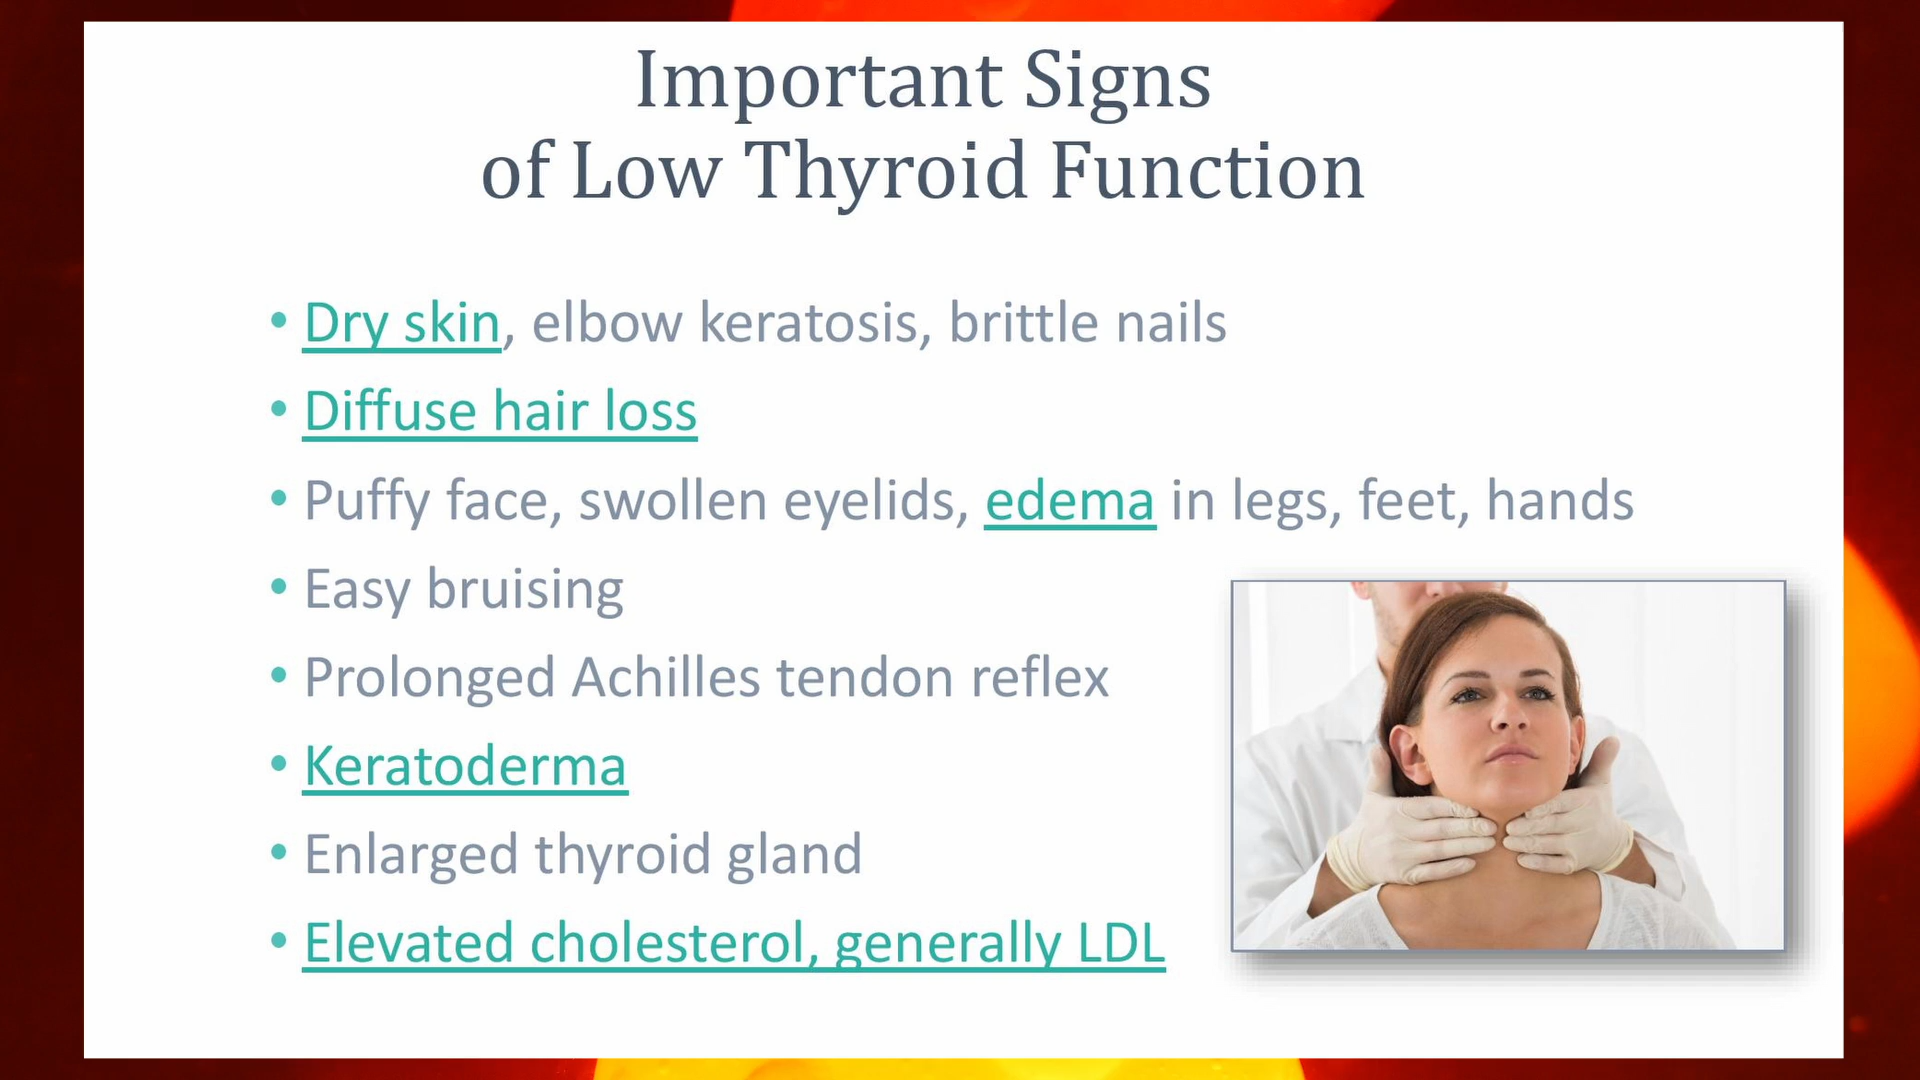 Important Signs
of Low Thyroid Function
• Dry skin, elbow keratosis, brittle nails
• Diffuse hair loss
• Puffy face, swollen eyelids, edema in legs, feet, hands
• Easy bruising
• Prolonged Achilles tendon reflex
• Keratoderma
• Enlarged thyroid gland
• Elevated cholesterol, generally LDL